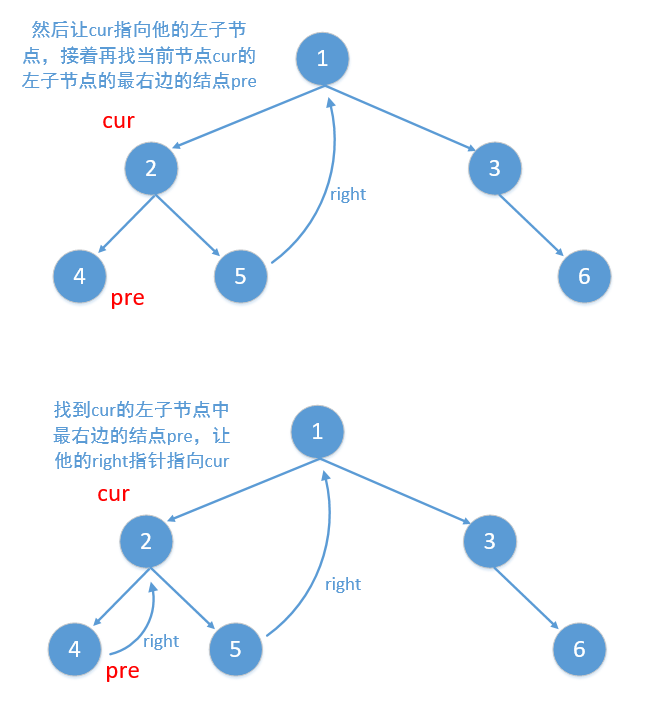 然后让cur指向他的左子节
点，接着再找当前节点cur的
左子节点的最右边的结点pre
1
cur
2
3
right
4
5
6
pre
找到cur的左子节点中
最右边的结点pre，让
他的right指针指向cur
1
cur
2
3
right
right
4
5
6
pre